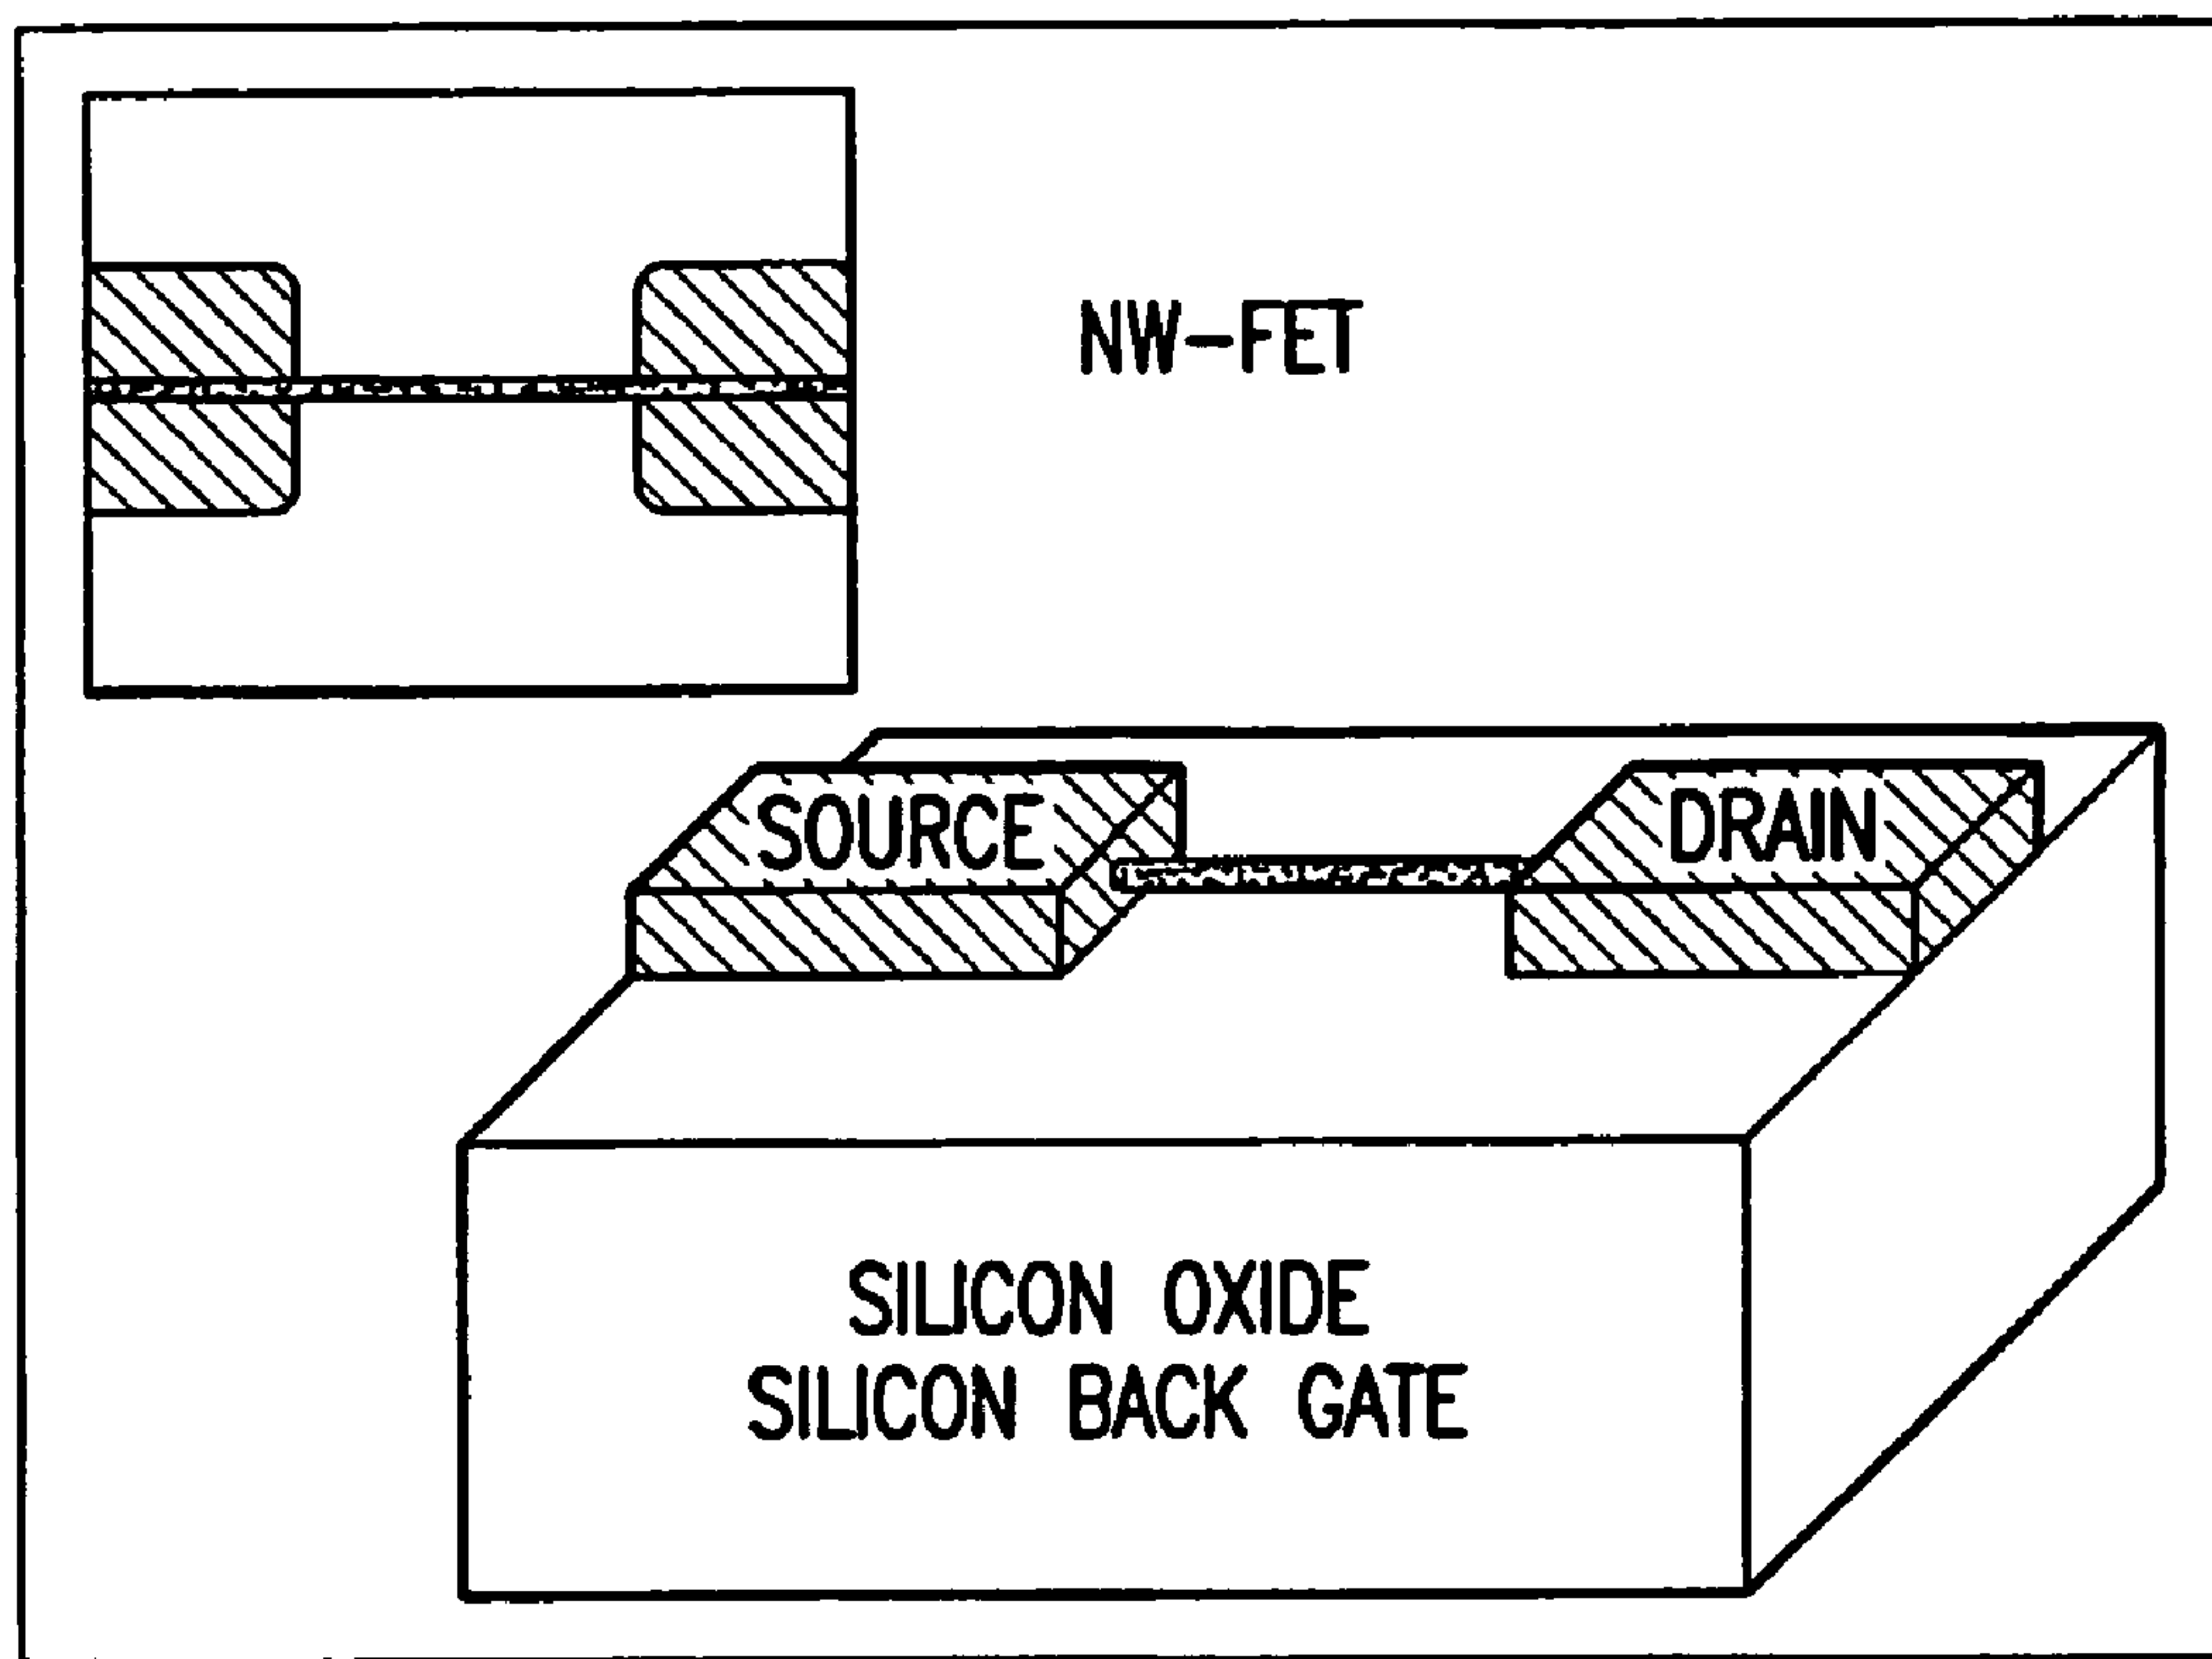 NW-FET
SOURCE
DRAIN
SILICON OXIDE
SILICON BACK GATE